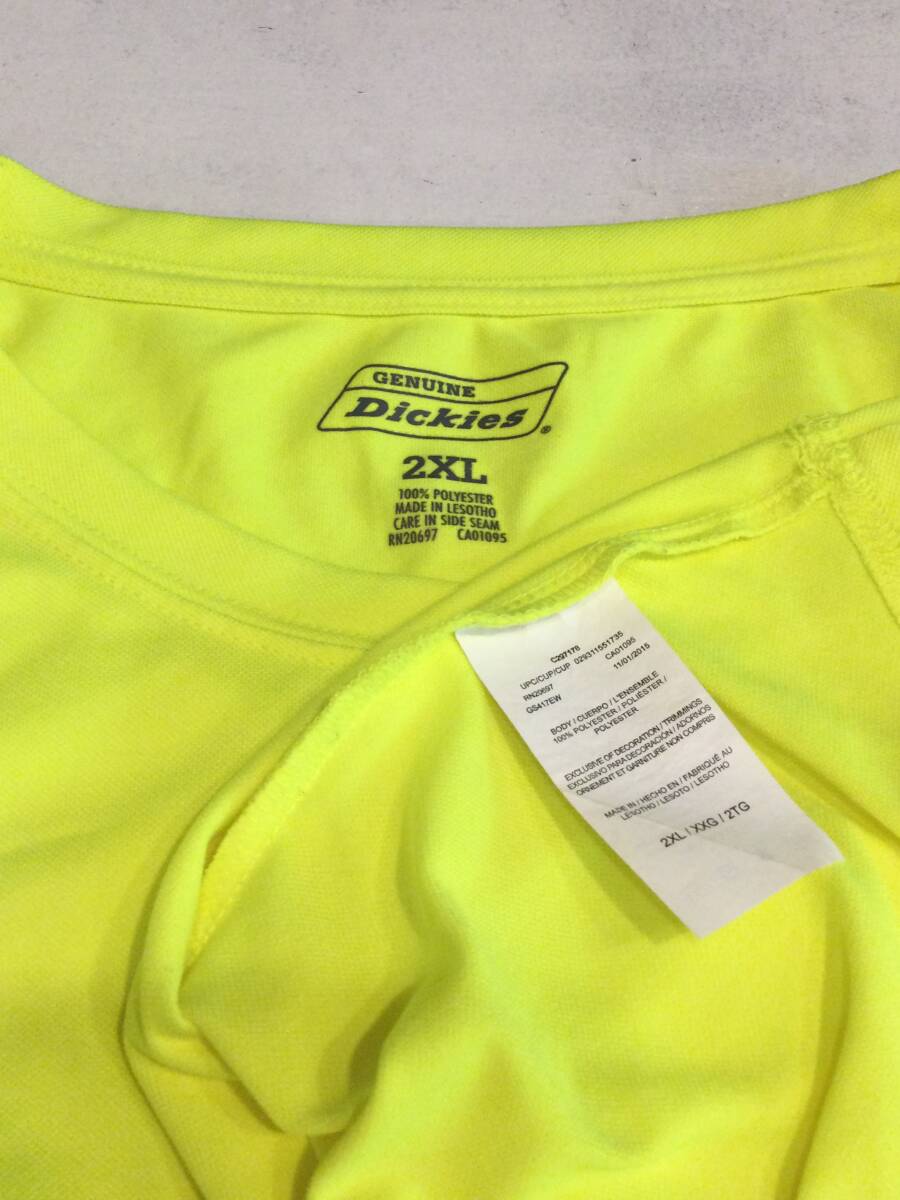 GENUINE
Dickies®
2XL
100% POLYESTER
MADE IN LESOTHO
CARE IN SIDE SEAM
RN20697 CA01095
C297178
UPC/CUP/CUP 029311551735
RN20697 CA01095
GS417EW 11/01/2015
BODY / CUERPO / L'ENSEMBLE
100% POLYESTER / POLIÉSTER /
POLYESTER
EXCLUSIVE OF DECORATION / TRIMMINGS
EXCLUSIVO PARA DECORACIÓN / ADORNOS
ORNEMENT ET GARNITURE NON COMPRIS
MADE IN / HECHO EN / FABRIQUÉ AU
LESOTHO / LESOTO / LESOTHO
2XL / XXG / 2TG